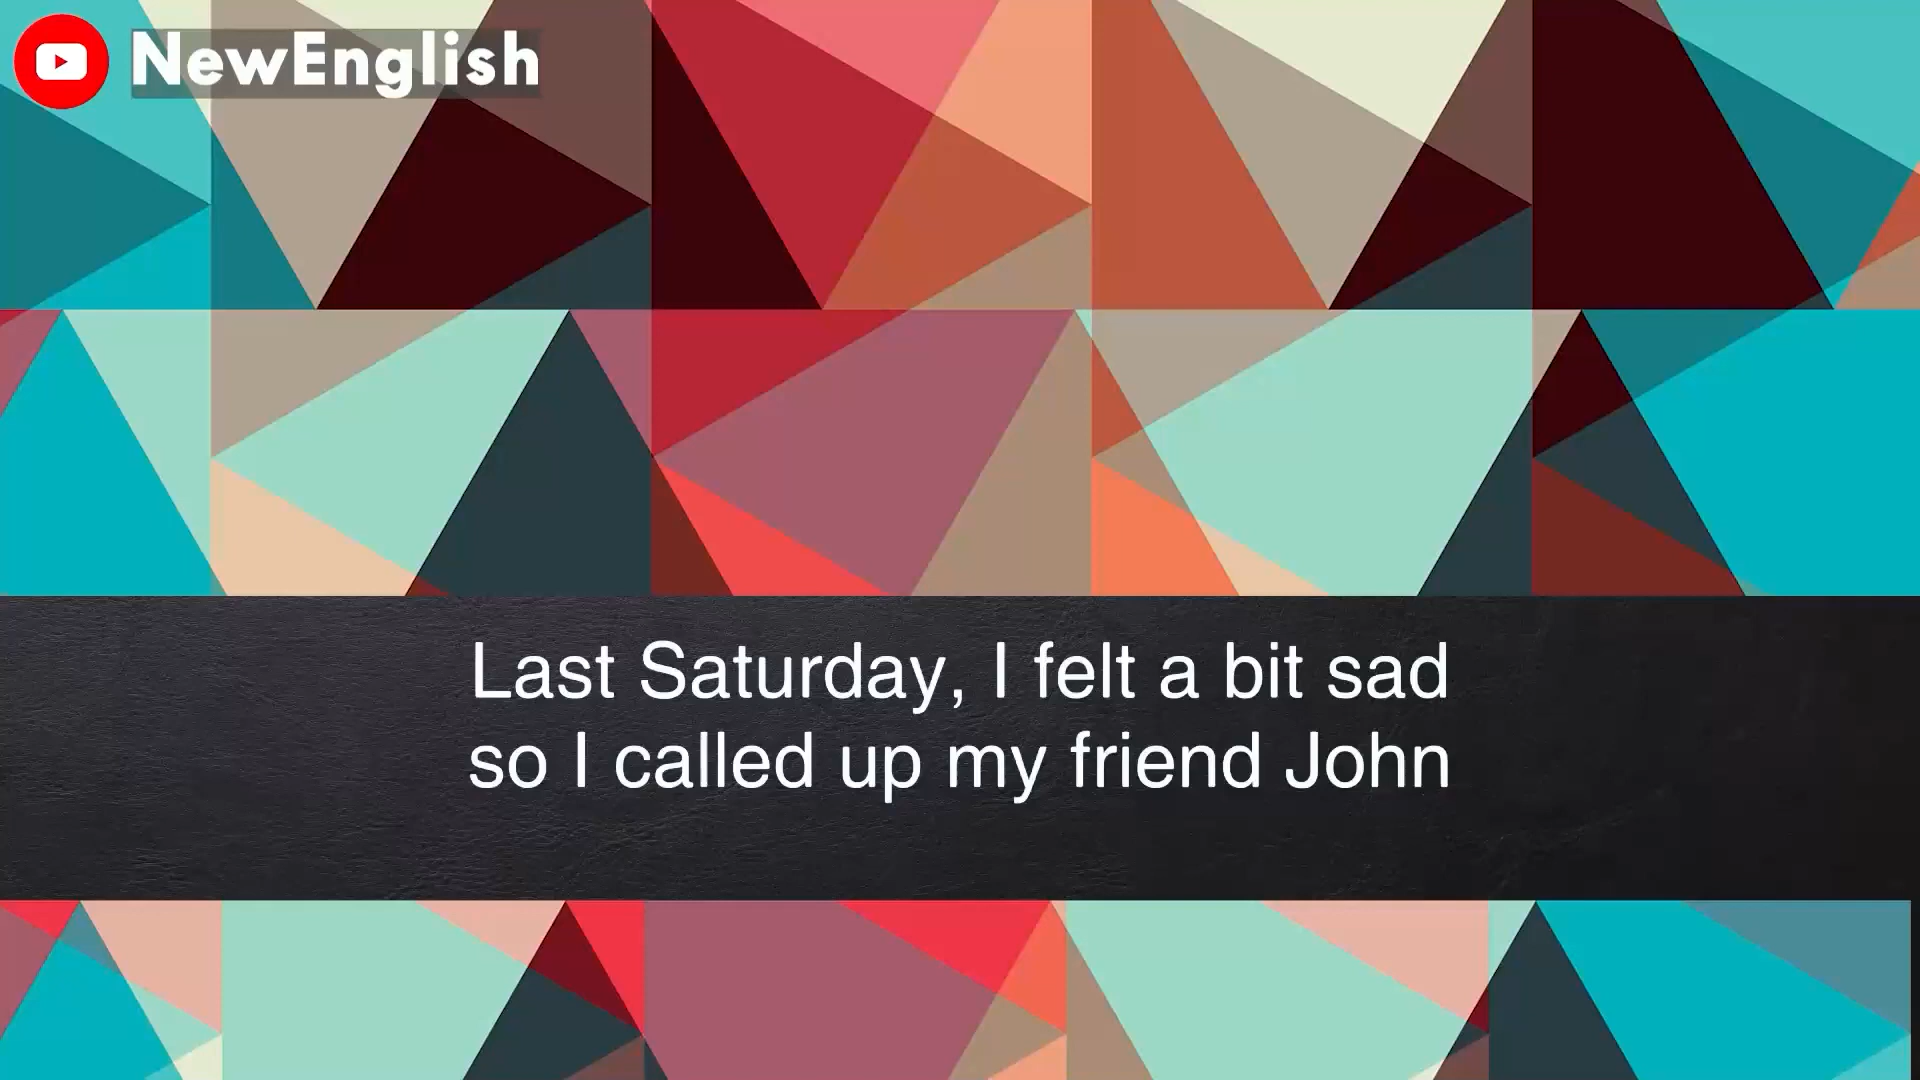 NewEnglish
Last Saturday, I felt a bit sad
so I called up my friend John